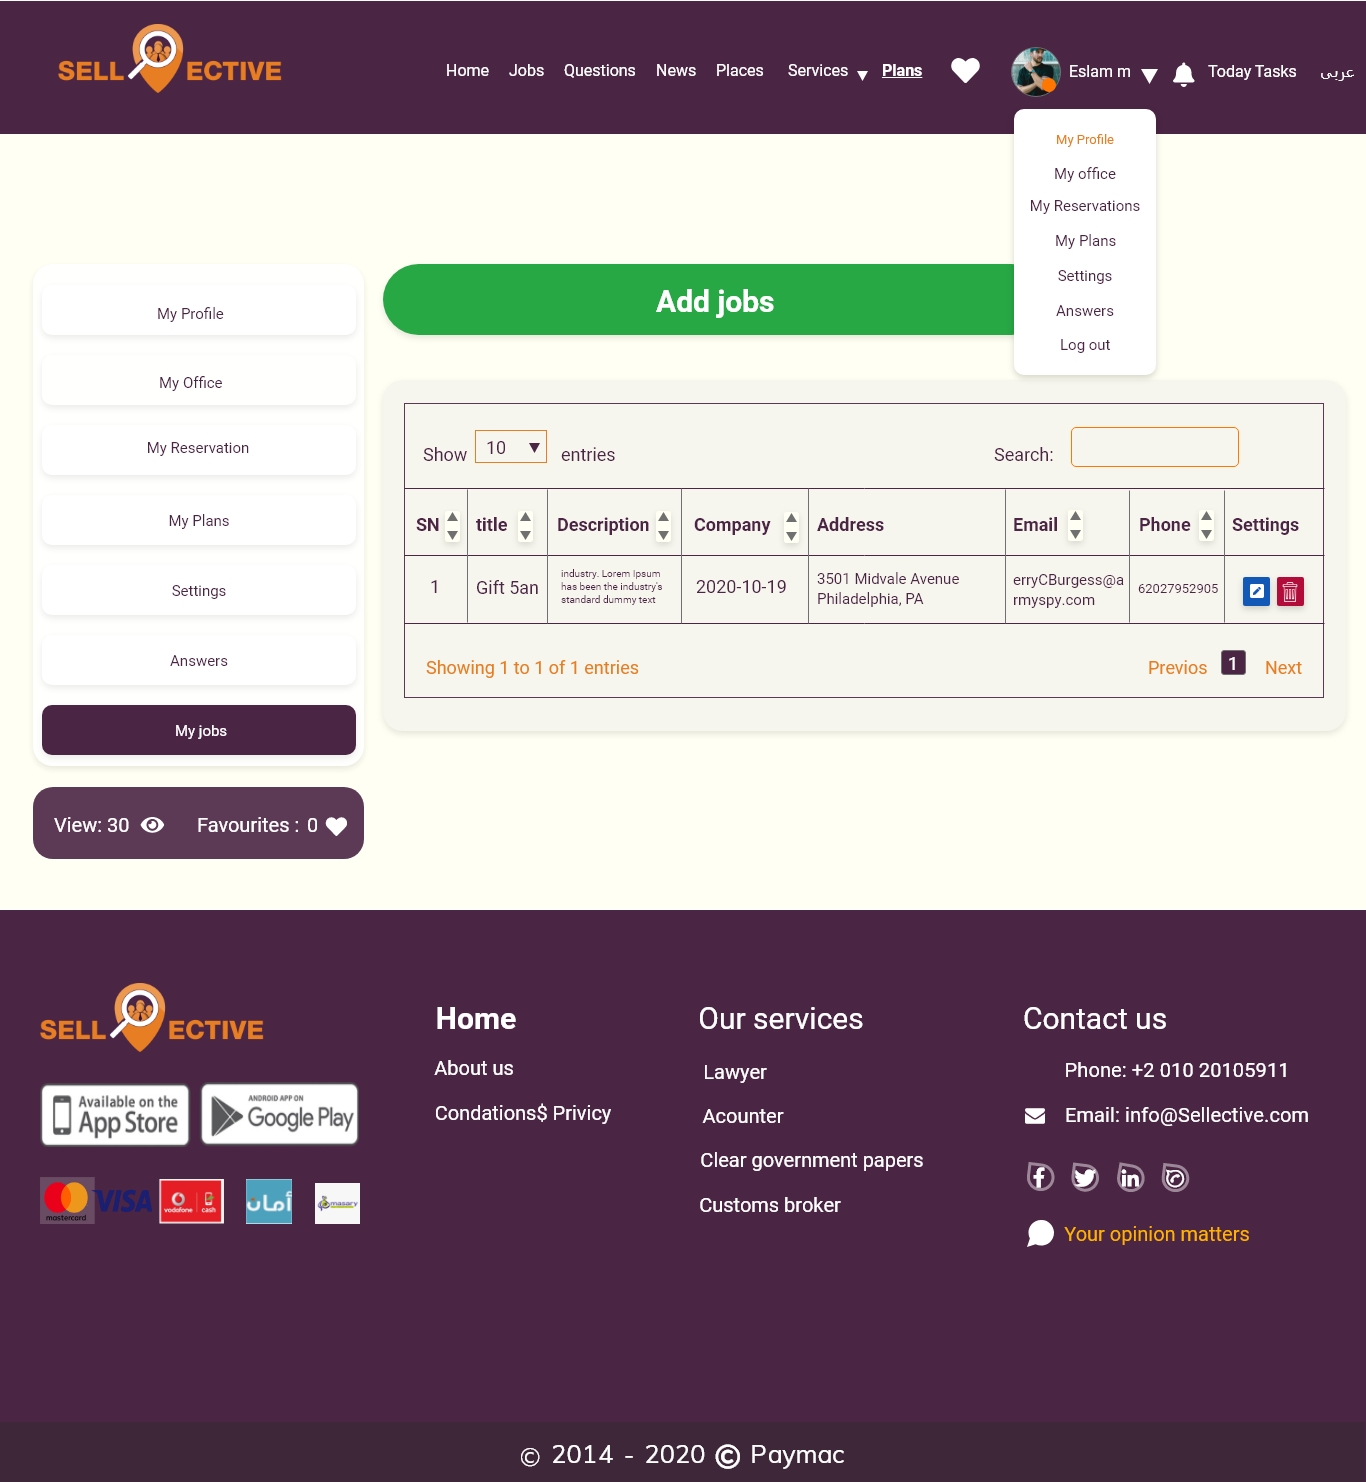 SELL ECTIVE
Home Jobs Questions News Places Services Plans Eslam m Today Tasks عربى
My Profile
My office
My Reservations
My Plans
Settings
Answers
Log out
My Profile
My Office
My Reservation
My Plans
Settings
Answers
My jobs
View: 30 Favourites : 0
Add jobs
Show 10 entries Search:
SN title Description Company Address Email Phone Settings
1 Gift 5an industry. Lorem Ipsum has been the industry's standard dummy text 2020-10-19 3501 Midvale Avenue Philadelphia, PA erryCBurgess@armyspy.com 62027952905
Showing 1 to 1 of 1 entries Previos 1 Next
SELL ECTIVE
Available on the
App Store
ANDROID APP ON
Google Play
mastercard VISA vodafone cash أمان masary
Home
About us
Condations$ Privicy
Our services
Lawyer
Acounter
Clear government papers
Customs broker
Contact us
Phone: +2 010 20105911
Email: info@Sellective.com
Your opinion matters
© 2014 - 2020 © Paymac